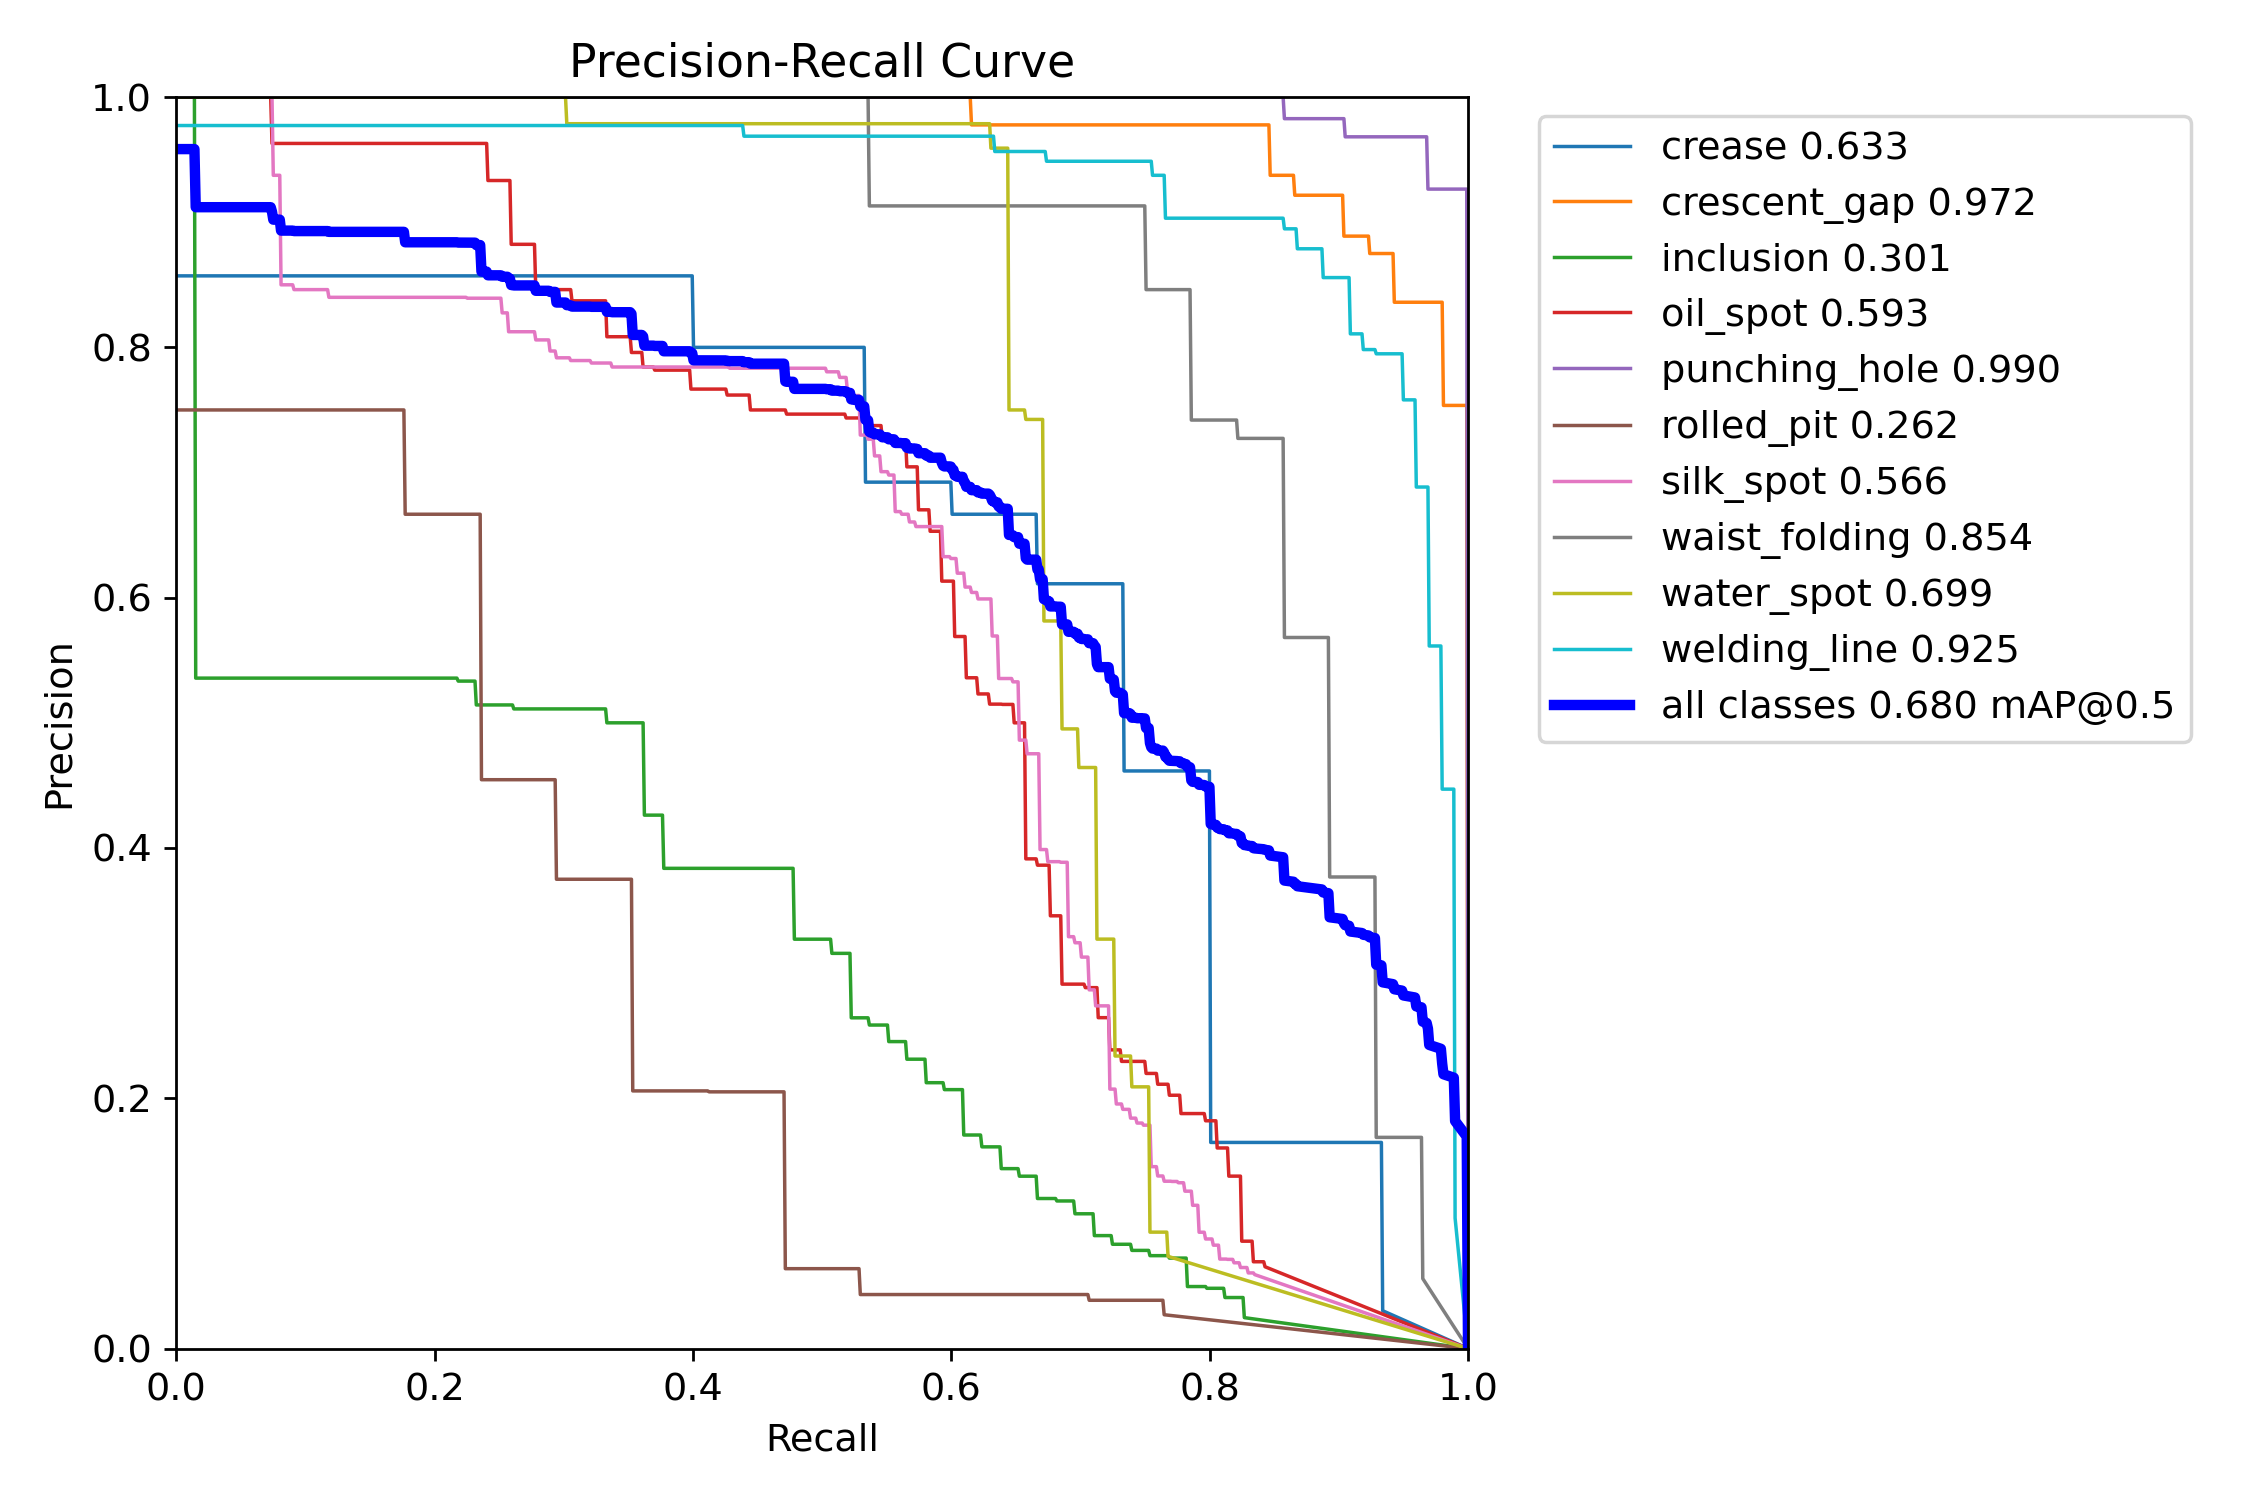 Precision-Recall Curve
1.0
0.8
0.6
0.4
0.2
0.0
Precision
0.0 0.2 0.4 0.6 0.8 1.0
Recall
crease 0.633
crescent_gap 0.972
inclusion 0.301
oil_spot 0.593
punching_hole 0.990
rolled_pit 0.262
silk_spot 0.566
waist_folding 0.854
water_spot 0.699
welding_line 0.925
all classes 0.680 mAP@0.5